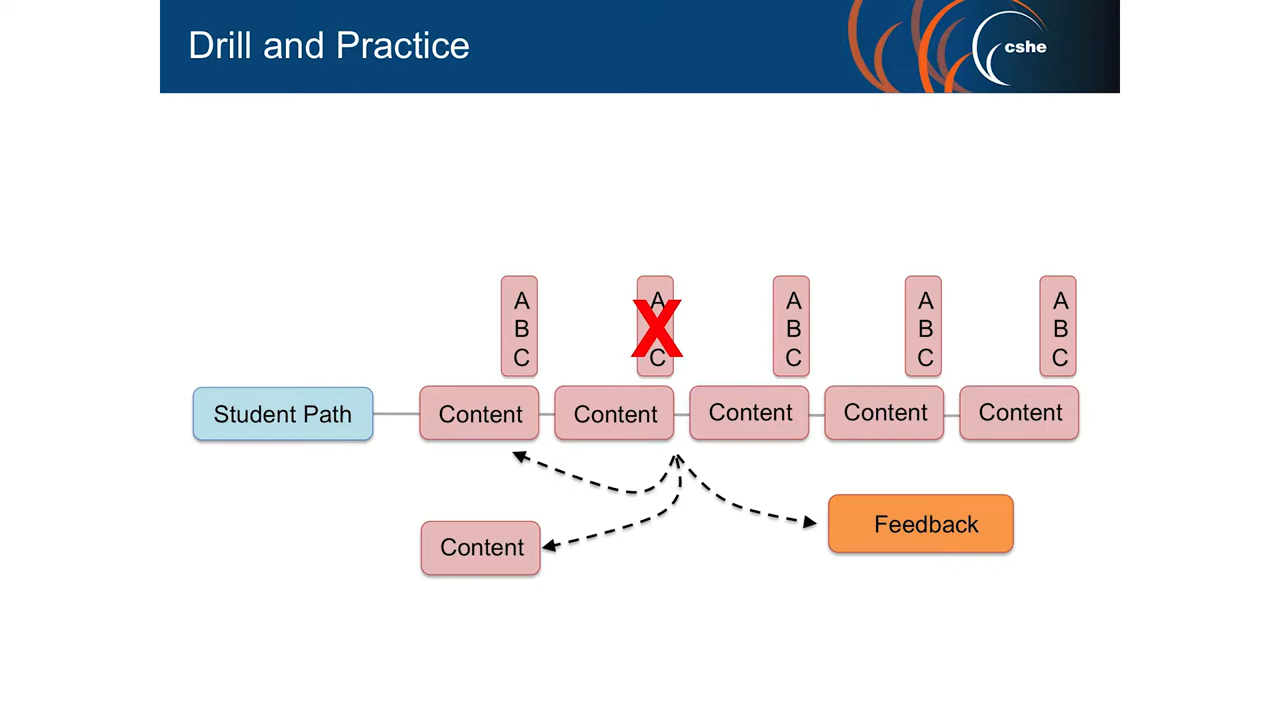 Drill and Practice
cshe
A
B
C
A
X
C
A
B
C
A
B
C
A
B
C
Student Path
Content
Content
Content
Content
Content
Content
Feedback